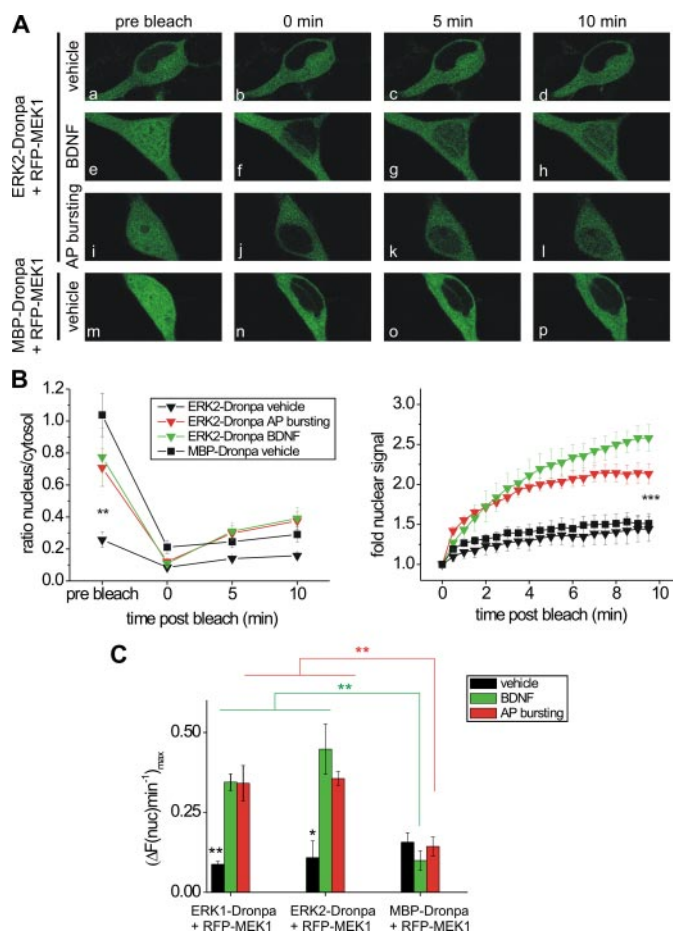 A
pre bleach 0 min 5 min 10 min
ERK2-Dronpa + RFP-MEK1
vehicle
a b c d
BDNF
e f g h
AP bursting
i j k l
MBP-Dronpa + RFP-MEK1
vehicle
m n o p
B
ratio nucleus/cytosol
1.2
1.0
0.8
0.6
0.4
0.2
0.0
**
ERK2-Dronpa vehicle
ERK2-Dronpa AP bursting
ERK2-Dronpa BDNF
MBP-Dronpa vehicle
pre bleach 0 5 10
time post bleach (min)
fold nuclear signal
2.5
2.0
1.5
1.0
***
0 2 4 6 8 10
time post bleach (min)
C
**
**
vehicle
BDNF
AP bursting
(ΔF(nuc)min⁻¹)max
0.50
0.25
0.00
**
*
ERK1-Dronpa + RFP-MEK1
ERK2-Dronpa + RFP-MEK1
MBP-Dronpa + RFP-MEK1